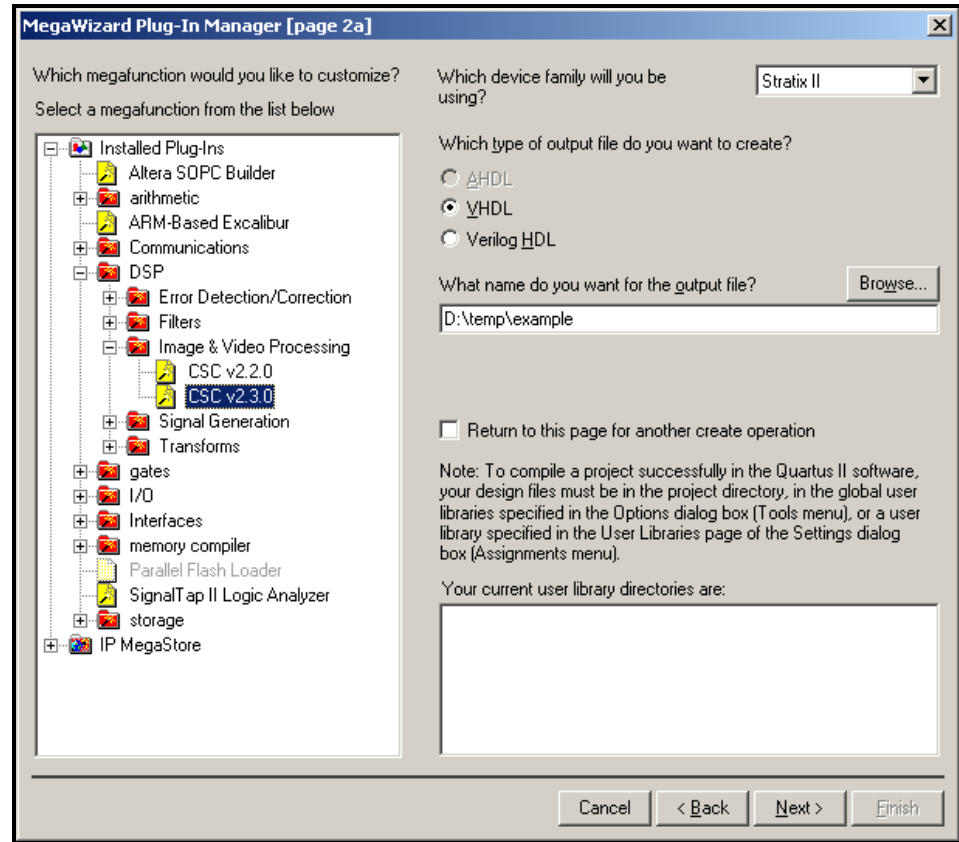 MegaWizard Plug-In Manager [page 2a]
Which megafunction would you like to customize?
Select a megafunction from the list below
Installed Plug-Ins
Altera SOPC Builder
arithmetic
ARM-Based Excalibur
Communications
DSP
Error Detection/Correction
Filters
Image & Video Processing
CSC v2.2.0
CSC v2.3.0
Signal Generation
Transforms
gates
I/O
Interfaces
memory compiler
Parallel Flash Loader
SignalTap II Logic Analyzer
storage
IP MegaStore
Which device family will you be
using?
Stratix II
Which type of output file do you want to create?
AHDL
VHDL
Verilog HDL
What name do you want for the output file?
Browse...
D:\temp\example
Return to this page for another create operation
Note: To compile a project successfully in the Quartus II software,
your design files must be in the project directory, in the global user
libraries specified in the Options dialog box (Tools menu), or a user
library specified in the User Libraries page of the Settings dialog
box (Assignments menu).
Your current user library directories are:
Cancel
< Back
Next >
Finish